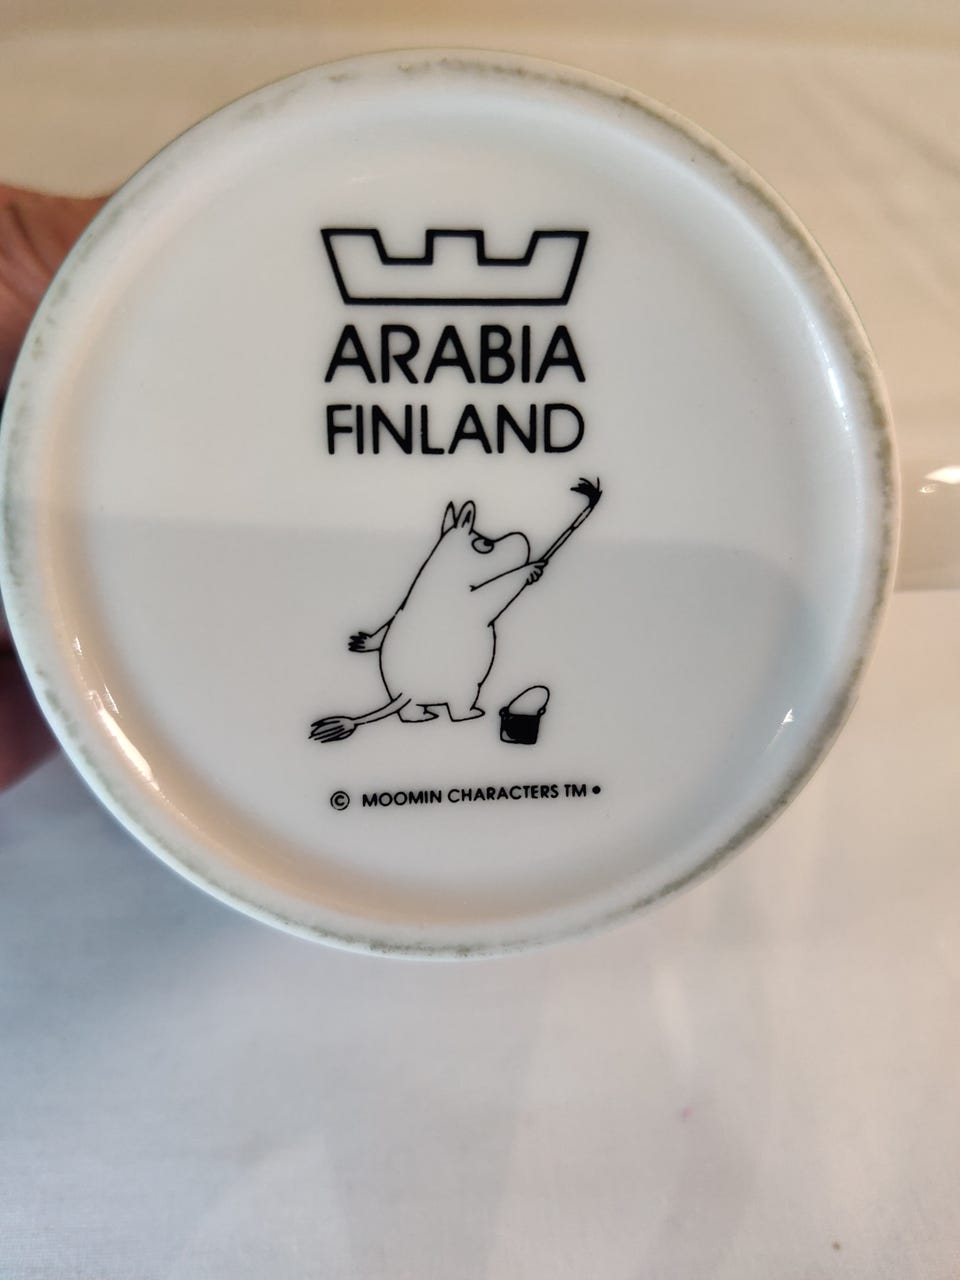 ARABIA
FINLAND
© MOOMIN CHARACTERS TM •